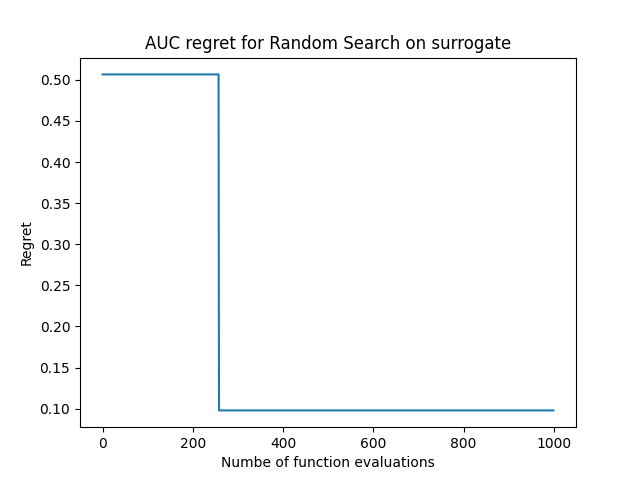 AUC regret for Random Search on surrogate
0.50
0.45
0.40
0.35
0.30
0.25
0.20
0.15
0.10
Regret
0 200 400 600 800 1000
Numbe of function evaluations